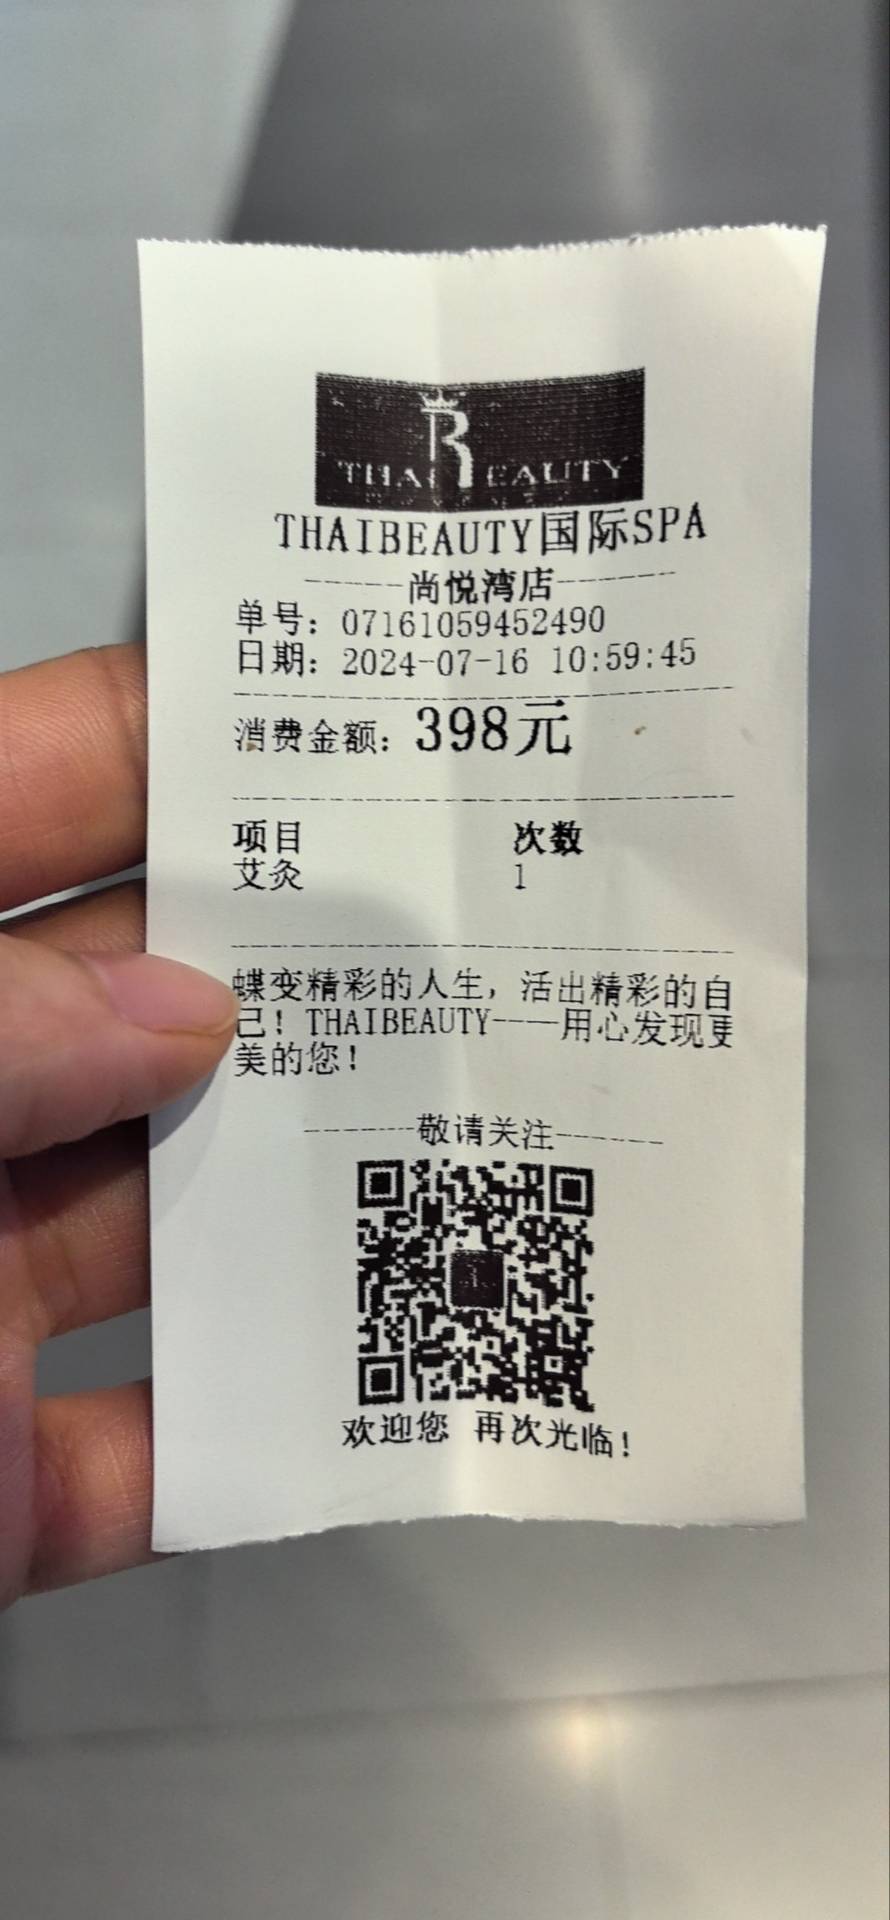 THAIBEAUTY
THAIBEAUTY国际SPA
------尚悦湾店------
单号：07161059452490
日期：2024-07-16 10:59:45
消费金额：398元
项目 次数
艾灸 1
蝶变精彩的人生，活出精彩的自
己！THAIBEAUTY----用心发现更
美的您！
------敬请关注------
欢迎您 再次光临！